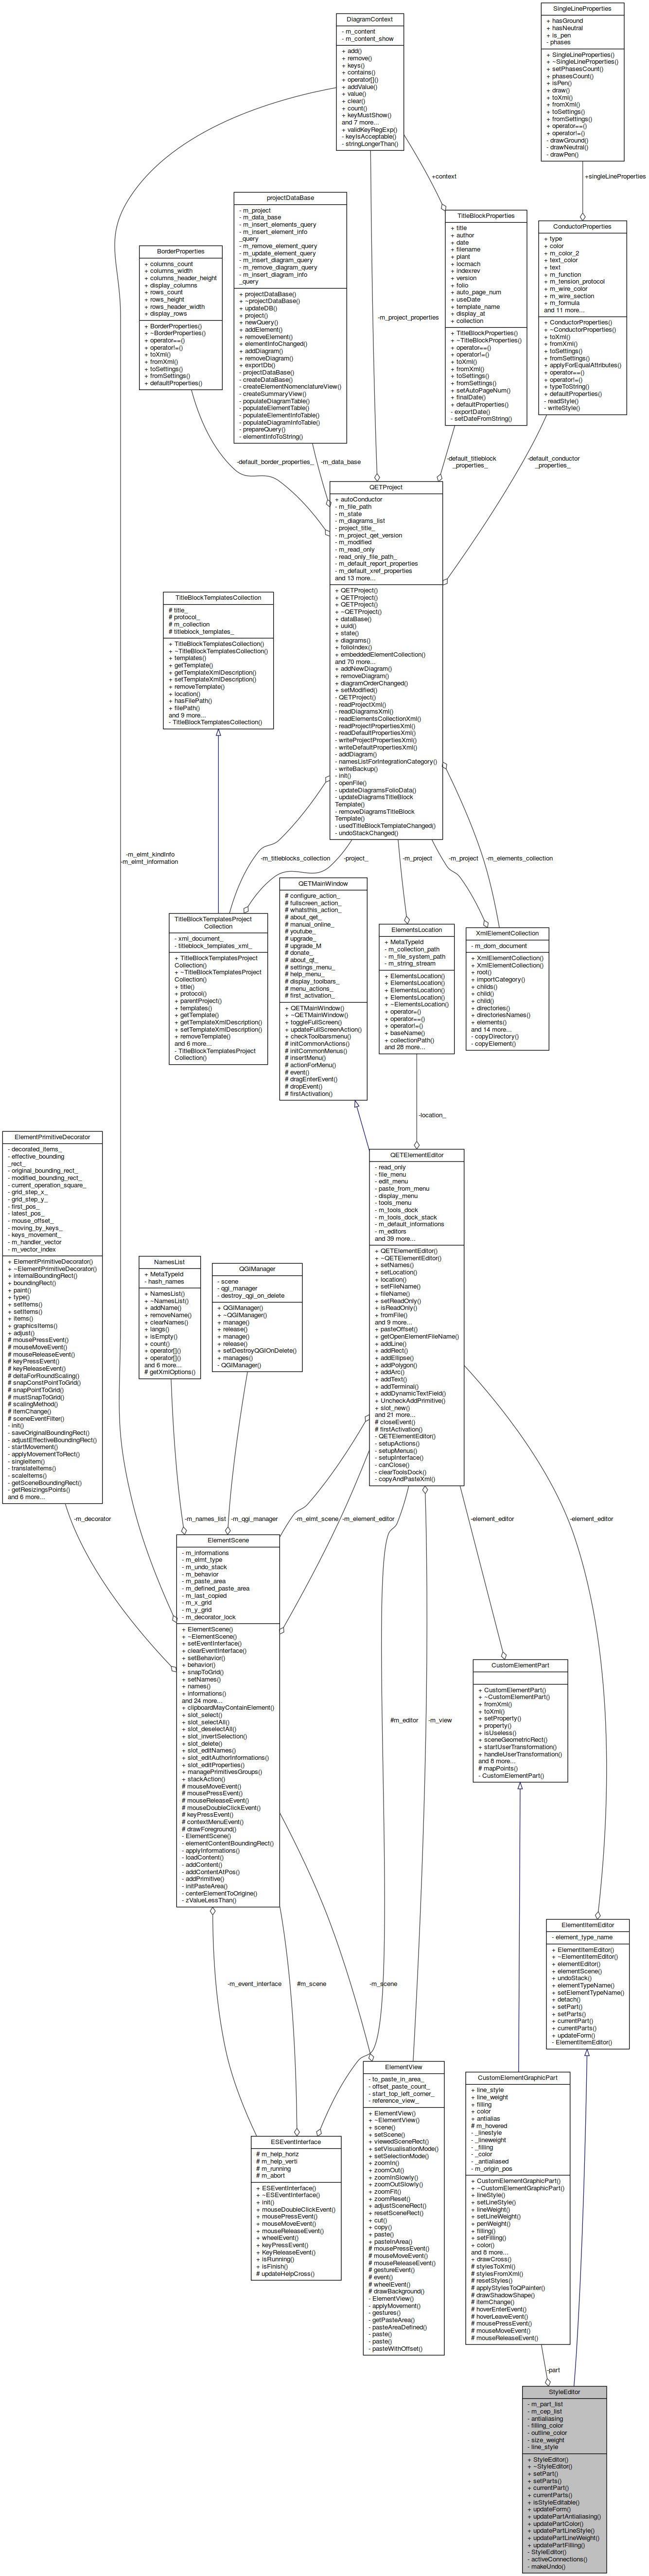 SingleLineProperties
+ hasGround
+ hasNeutral
+ is_pen
- phases
+ SingleLineProperties()
+ ~SingleLineProperties()
+ setPhasesCount()
+ phasesCount()
+ isPen()
+ draw()
+ toXml()
+ fromXml()
+ toSettings()
+ fromSettings()
+ operator==()
+ operator!=()
- drawGround()
- drawNeutral()
- drawPen()
DiagramContext
- m_content
- m_content_show
+ add()
+ remove()
+ keys()
+ contains()
+ operator[]()
+ addValue()
+ value()
+ clear()
+ count()
+ keyMustShow()
and 7 more...
+ validKeyRegExp()
- keyIsAcceptable()
- stringLongerThan()
+context
+singleLineProperties
projectDataBase
- m_project
- m_data_base
- m_insert_elements_query
- m_insert_element_info
_query
- m_remove_element_query
- m_update_element_query
- m_insert_diagram_query
- m_remove_diagram_query
- m_insert_diagram_info
_query
+ projectDataBase()
+ ~projectDataBase()
+ updateDB()
+ project()
+ newQuery()
+ addElement()
+ removeElement()
+ elementInfoChanged()
+ addDiagram()
+ removeDiagram()
+ exportDb()
- projectDataBase()
- createDataBase()
- createElementNomenclatureView()
- createSummaryView()
- populateDiagramTable()
- populateElementTable()
- populateElementInfoTable()
- populateDiagramInfoTable()
- prepareQuery()
- elementInfoToString()
TitleBlockProperties
+ title
+ author
+ date
+ filename
+ plant
+ locmach
+ indexrev
+ version
+ folio
+ auto_page_num
+ useDate
+ template_name
+ display_at
+ collection
+ TitleBlockProperties()
+ ~TitleBlockProperties()
+ operator==()
+ operator!=()
+ toXml()
+ fromXml()
+ toSettings()
+ fromSettings()
+ setAutoPageNum()
+ finalDate()
+ defaultProperties()
- exportDate()
- setDateFromString()
ConductorProperties
+ type
+ color
+ m_color_2
+ text_color
+ text
+ m_function
+ m_tension_protocol
+ m_wire_color
+ m_wire_section
+ m_formula
and 11 more...
+ ConductorProperties()
+ ~ConductorProperties()
+ toXml()
+ fromXml()
+ toSettings()
+ fromSettings()
+ applyForEqualAttributes()
+ operator==()
+ operator!=()
+ typeToString()
+ defaultProperties()
- readStyle()
- writeStyle()
BorderProperties
+ columns_count
+ columns_width
+ columns_header_height
+ display_columns
+ rows_count
+ rows_height
+ rows_header_width
+ display_rows
+ BorderProperties()
+ ~BorderProperties()
+ operator==()
+ operator!=()
+ toXml()
+ fromXml()
+ toSettings()
+ fromSettings()
+ defaultProperties()
-m_project_properties
-default_border_properties_
-m_data_base
-default_titleblock
_properties_
-default_conductor
_properties_
QETProject
+ autoConductor
- m_file_path
- m_state
- m_diagrams_list
- project_title_
- m_project_qet_version
- m_modified
- m_read_only
- read_only_file_path_
- m_default_report_properties
- m_default_xref_properties
and 13 more...
+ QETProject()
+ QETProject()
+ QETProject()
+ ~QETProject()
+ dataBase()
+ uuid()
+ state()
+ diagrams()
+ folioIndex()
+ embeddedElementCollection()
and 70 more...
+ addNewDiagram()
+ removeDiagram()
+ diagramOrderChanged()
+ setModified()
- QETProject()
- readProjectXml()
- readDiagramsXml()
- readElementsCollectionXml()
- readProjectPropertiesXml()
- readDefaultPropertiesXml()
- writeProjectPropertiesXml()
- writeDefaultPropertiesXml()
- addDiagram()
- namesListForIntegrationCategory()
- writeBackup()
- init()
- openFile()
- updateDiagramsFolioData()
- updateDiagramsTitleBlock
Template()
- removeDiagramsTitleBlock
Template()
- usedTitleBlockTemplateChanged()
- undoStackChanged()
TitleBlockTemplatesCollection
# title_
# protocol_
# m_collection
# titleblock_templates_
+ TitleBlockTemplatesCollection()
+ ~TitleBlockTemplatesCollection()
+ templates()
+ getTemplate()
+ getTemplateXmlDescription()
+ setTemplateXmlDescription()
+ removeTemplate()
+ location()
+ hasFilePath()
+ filePath()
and 9 more...
- TitleBlockTemplatesCollection()
-m_elmt_kindInfo
-m_elmt_information
-m_titleblocks_collection
-project_
-m_project
-m_project
-m_elements_collection
TitleBlockTemplatesProject
Collection
- xml_document_
- titleblock_templates_xml_
+ TitleBlockTemplatesProject
Collection()
+ ~TitleBlockTemplatesProject
Collection()
+ title()
+ protocol()
+ parentProject()
+ templates()
+ getTemplate()
+ getTemplateXmlDescription()
+ setTemplateXmlDescription()
+ removeTemplate()
and 6 more...
- TitleBlockTemplatesProject
Collection()
QETMainWindow
# configure_action_
# fullscreen_action_
# whatsthis_action_
# about_qet_
# manual_online_
# youtube_
# upgrade_
# upgrade_M
# donate_
# about_qt_
# settings_menu_
# help_menu_
# display_toolbars_
# menu_actions_
# first_activation_
+ QETMainWindow()
+ ~QETMainWindow()
+ toggleFullScreen()
+ updateFullScreenAction()
+ checkToolbarsmenu()
# initCommonActions()
# initCommonMenus()
# insertMenu()
# actionForMenu()
# event()
# dragEnterEvent()
# dropEvent()
# firstActivation()
ElementsLocation
+ MetaTypeId
- m_collection_path
- m_file_system_path
- m_string_stream
+ ElementsLocation()
+ ElementsLocation()
+ ElementsLocation()
+ ElementsLocation()
+ ~ElementsLocation()
+ operator=()
+ operator==()
+ operator!=()
+ baseName()
+ collectionPath()
and 28 more...
XmlElementCollection
- m_dom_document
+ XmlElementCollection()
+ XmlElementCollection()
+ root()
+ importCategory()
+ childs()
+ child()
+ child()
+ directories()
+ directoriesNames()
+ elements()
and 14 more...
- copyDirectory()
- copyElement()
-location_
ElementPrimitiveDecorator
- decorated_items_
- effective_bounding
_rect_
- original_bounding_rect_
- modified_bounding_rect_
- current_operation_square_
- grid_step_x_
- grid_step_y_
- first_pos_
- latest_pos_
- mouse_offset_
- moving_by_keys_
- keys_movement_
- m_handler_vector
- m_vector_index
+ ElementPrimitiveDecorator()
+ ~ElementPrimitiveDecorator()
+ internalBoundingRect()
+ boundingRect()
+ paint()
+ type()
+ setItems()
+ setItems()
+ items()
+ graphicsItems()
+ adjust()
# mousePressEvent()
# mouseMoveEvent()
# mouseReleaseEvent()
# keyPressEvent()
# keyReleaseEvent()
# deltaForRoundScaling()
# snapConstPointToGrid()
# snapPointToGrid()
# mustSnapToGrid()
# scalingMethod()
# itemChange()
# sceneEventFilter()
- init()
- saveOriginalBoundingRect()
- adjustEffectiveBoundingRect()
- startMovement()
- applyMovementToRect()
- singleItem()
- translateItems()
- scaleItems()
- getSceneBoundingRect()
- getResizingsPoints()
and 6 more...
NamesList
+ MetaTypeId
- hash_names
+ NamesList()
+ ~NamesList()
+ addName()
+ removeName()
+ clearNames()
+ langs()
+ isEmpty()
+ count()
+ operator[]()
+ operator[]()
and 6 more...
# getXmlOptions()
QGIManager
- scene
- qgi_manager
- destroy_qgi_on_delete
+ QGIManager()
+ ~QGIManager()
+ manage()
+ release()
+ manage()
+ release()
+ setDestroyQGIOnDelete()
+ manages()
- QGIManager()
QETElementEditor
- read_only
- file_menu
- edit_menu
- paste_from_menu
- display_menu
- tools_menu
- m_tools_dock
- m_tools_dock_stack
- m_default_informations
- m_editors
and 39 more...
+ QETElementEditor()
+ ~QETElementEditor()
+ setNames()
+ setLocation()
+ location()
+ setFileName()
+ fileName()
+ setReadOnly()
+ isReadOnly()
+ fromFile()
and 9 more...
+ pasteOffset()
+ getOpenElementFileName()
+ addLine()
+ addRect()
+ addEllipse()
+ addPolygon()
+ addArc()
+ addText()
+ addTerminal()
+ addDynamicTextField()
+ UncheckAddPrimitive()
+ slot_new()
and 21 more...
# closeEvent()
# firstActivation()
- QETElementEditor()
- setupActions()
- setupMenus()
- setupInterface()
- canClose()
- clearToolsDock()
- copyAndPasteXml()
-m_decorator
-m_names_list
-m_qgi_manager
-m_elmt_scene
-m_element_editor
-element_editor
-element_editor
ElementScene
- m_informations
- m_elmt_type
- m_undo_stack
- m_behavior
- m_paste_area
- m_defined_paste_area
- m_last_copied
- m_x_grid
- m_y_grid
- m_decorator_lock
+ ElementScene()
+ ~ElementScene()
+ setEventInterface()
+ clearEventInterface()
+ setBehavior()
+ behavior()
+ snapToGrid()
+ setNames()
+ names()
+ informations()
and 24 more...
+ clipboardMayContainElement()
+ slot_select()
+ slot_selectAll()
+ slot_deselectAll()
+ slot_invertSelection()
+ slot_delete()
+ slot_editNames()
+ slot_editAuthorInformations()
+ slot_editProperties()
+ managePrimitivesGroups()
+ stackAction()
# mouseMoveEvent()
# mousePressEvent()
# mouseReleaseEvent()
# mouseDoubleClickEvent()
# keyPressEvent()
# contextMenuEvent()
# drawForeground()
- ElementScene()
- elementContentBoundingRect()
- applyInformations()
- loadContent()
- addContent()
- addContentAtPos()
- addPrimitive()
- initPasteArea()
- centerElementToOrigine()
- zValueLessThan()
#m_editor
-m_view
CustomElementPart
+ CustomElementPart()
+ ~CustomElementPart()
+ fromXml()
+ toXml()
+ setProperty()
+ property()
+ isUseless()
+ sceneGeometricRect()
+ startUserTransformation()
+ handleUserTransformation()
and 8 more...
# mapPoints()
- CustomElementPart()
ElementItemEditor
- element_type_name
+ ElementItemEditor()
+ ~ElementItemEditor()
+ elementEditor()
+ elementScene()
+ undoStack()
+ elementTypeName()
+ setElementTypeName()
+ detach()
+ setPart()
+ setParts()
+ currentPart()
+ currentParts()
+ updateForm()
- ElementItemEditor()
-m_event_interface
#m_scene
-m_scene
ElementView
- to_paste_in_area_
- offset_paste_count_
- start_top_left_corner_
- reference_view_
+ ElementView()
+ ~ElementView()
+ scene()
+ setScene()
+ viewedSceneRect()
+ setVisualisationMode()
+ setSelectionMode()
+ zoomIn()
+ zoomOut()
+ zoomInSlowly()
+ zoomOutSlowly()
+ zoomFit()
+ zoomReset()
+ adjustSceneRect()
+ resetSceneRect()
+ cut()
+ copy()
+ paste()
+ pasteInArea()
# mousePressEvent()
# mouseMoveEvent()
# mouseReleaseEvent()
# gestureEvent()
# event()
# wheelEvent()
# drawBackground()
- ElementView()
- applyMovement()
- gestures()
- getPasteArea()
- pasteAreaDefined()
- paste()
- paste()
- pasteWithOffset()
CustomElementGraphicPart
+ line_style
+ line_weight
+ filling
+ color
+ antialias
# m_hovered
- _linestyle
- _lineweight
- _filling
- _color
- _antialiased
- m_origin_pos
+ CustomElementGraphicPart()
+ ~CustomElementGraphicPart()
+ lineStyle()
+ setLineStyle()
+ lineWeight()
+ setLineWeight()
+ penWeight()
+ filling()
+ setFilling()
+ color()
and 8 more...
+ drawCross()
# stylesToXml()
# stylesFromXml()
# resetStyles()
# applyStylesToQPainter()
# drawShadowShape()
# itemChange()
# hoverEnterEvent()
# hoverLeaveEvent()
# mousePressEvent()
# mouseMoveEvent()
# mouseReleaseEvent()
ESEventInterface
# m_help_horiz
# m_help_verti
# m_running
# m_abort
+ ESEventInterface()
+ ~ESEventInterface()
+ init()
+ mouseDoubleClickEvent()
+ mousePressEvent()
+ mouseMoveEvent()
+ mouseReleaseEvent()
+ wheelEvent()
+ keyPressEvent()
+ KeyReleaseEvent()
+ isRunning()
+ isFinish()
# updateHelpCross()
-part
StyleEditor
- m_part_list
- m_cep_list
- antialiasing
- filling_color
- outline_color
- size_weight
- line_style
+ StyleEditor()
+ ~StyleEditor()
+ setPart()
+ setParts()
+ currentPart()
+ currentParts()
+ isStyleEditable()
+ updateForm()
+ updatePartAntialiasing()
+ updatePartColor()
+ updatePartLineStyle()
+ updatePartLineWeight()
+ updatePartFilling()
- StyleEditor()
- activeConnections()
- makeUndo()